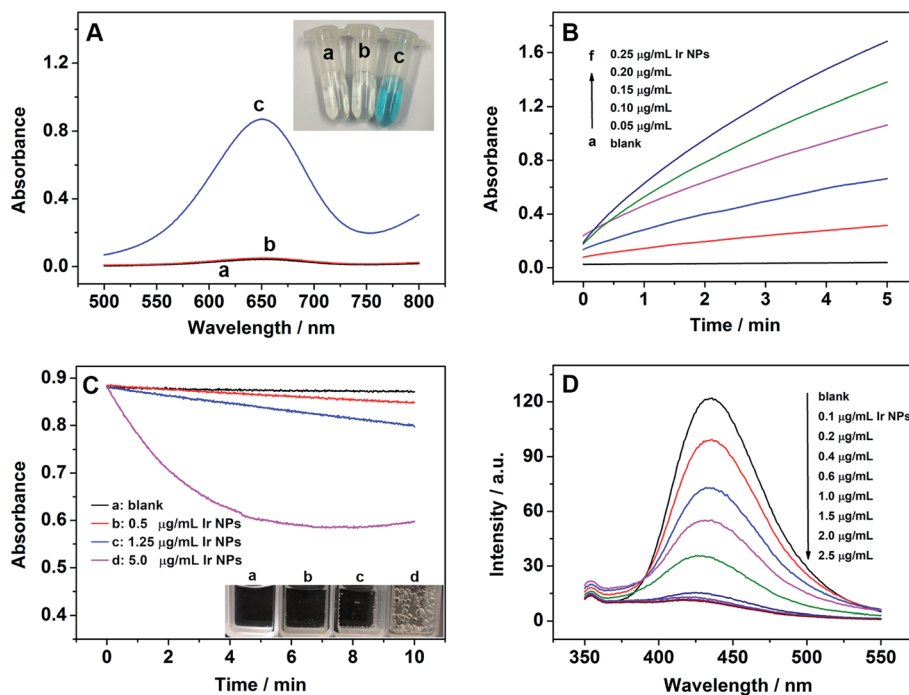 A
a b c
c
b
a
Absorbance
0.0
0.4
0.8
1.2
500 550 600 650 700 750 800
Wavelength / nm
B
f 0.25 μg/mL Ir NPs
0.20 μg/mL
0.15 μg/mL
0.10 μg/mL
0.05 μg/mL
a blank
Absorbance
0.0
0.4
0.8
1.2
1.6
0 1 2 3 4 5
Time / min
C
Absorbance
0.9
0.8
0.7
0.6
0.5
0.4
a: blank
b: 0.5 μg/mL Ir NPs
c: 1.25 μg/mL Ir NPs
d: 5.0 μg/mL Ir NPs
a b c d
0 2 4 6 8 10
Time / min
D
blank
0.1 μg/mL Ir NPs
0.2 μg/mL
0.4 μg/mL
0.6 μg/mL
1.0 μg/mL
1.5 μg/mL
2.0 μg/mL
2.5 μg/mL
Intensity / a.u.
120
90
60
30
0
350 400 450 500 550
Wavelength / nm